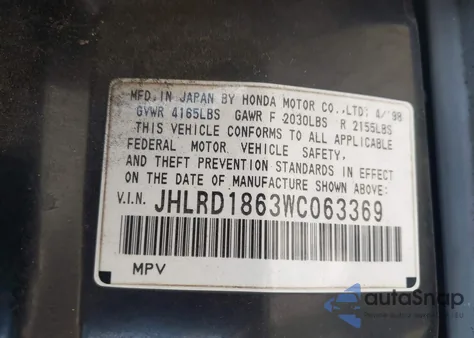 MFD. IN JAPAN BY HONDA MOTOR CO.,LTD; 4/'98
GVWR 4165LBS GAWR F 2030LBS R 2155LBS
THIS VEHICLE CONFORMS TO ALL APPLICABLE
FEDERAL MOTOR VEHICLE SAFETY,
AND THEFT PREVENTION STANDARDS IN EFFECT
ON THE DATE OF MANUFACTURE SHOWN ABOVE:
V.I.N. JHLRD1863WC063369
MPV
autoSnap